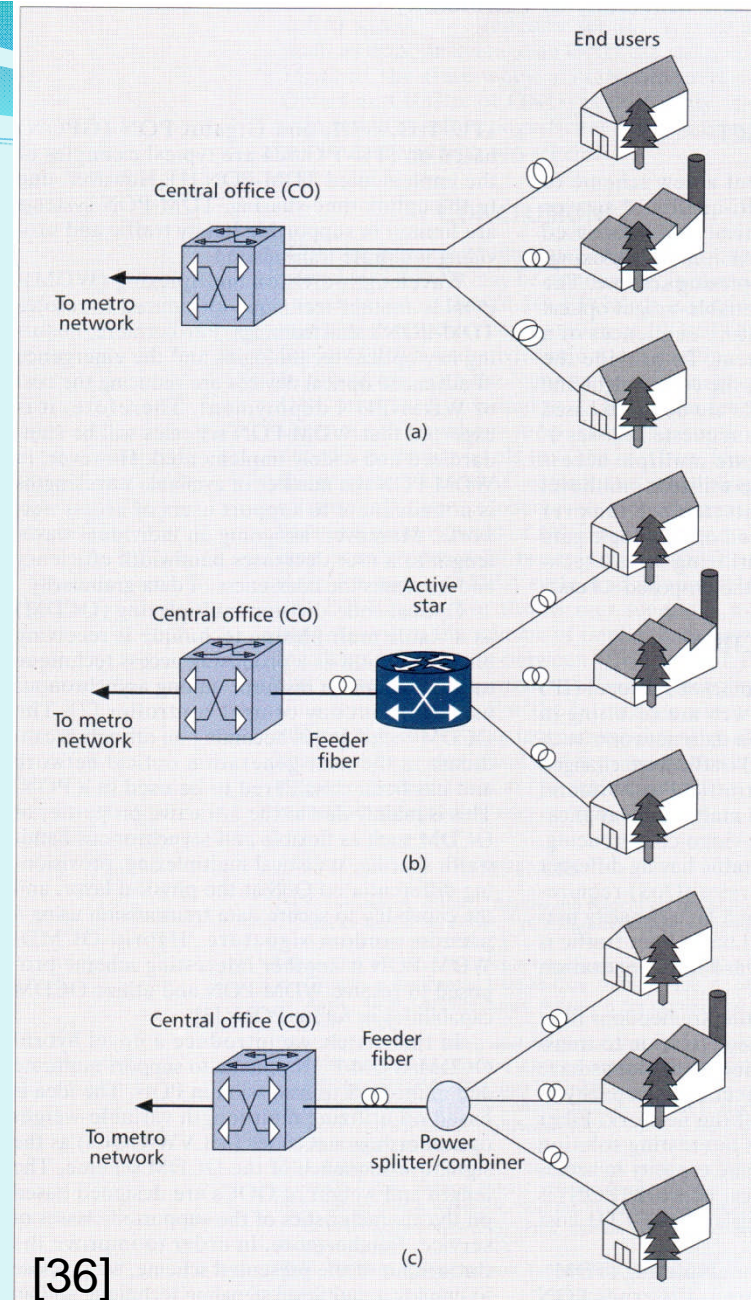 End users
Central office (CO)
To metro
network
(a)
Active
star
Central office (CO)
To metro
network
Feeder
fiber
(b)
Central office (CO)
Feeder
fiber
To metro
network
Power
splitter/combiner
(c)
[36]